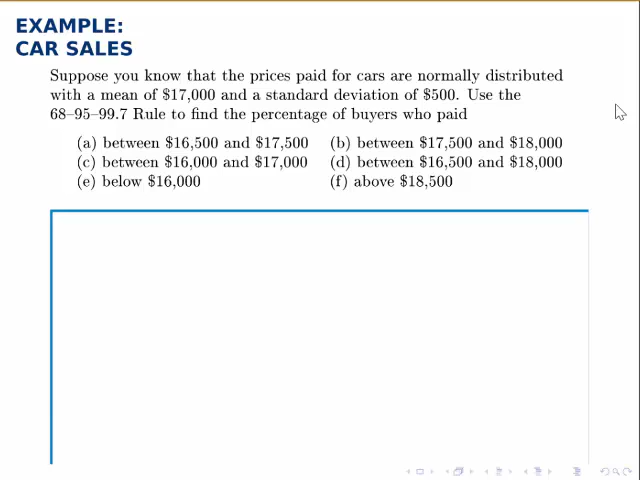 EXAMPLE:
CAR SALES
Suppose you know that the prices paid for cars are normally distributed
with a mean of $17,000 and a standard deviation of $500. Use the
68–95–99.7 Rule to find the percentage of buyers who paid
(a) between $16,500 and $17,500 (b) between $17,500 and $18,000
(c) between $16,000 and $17,000 (d) between $16,500 and $18,000
(e) below $16,000 (f) above $18,500